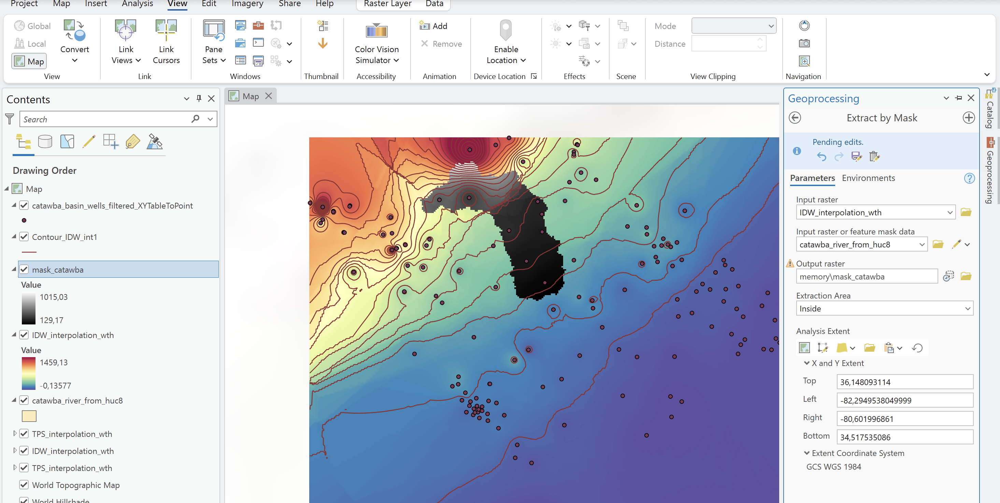 Project Map Insert Analysis View Edit Imagery Share Help Raster Layer Data
Global
Local
Map
Convert
View
Link
Views
Link
Cursors
Link
Pane
Sets
Windows
Thumbnail
Color Vision
Simulator
Accessibility
Add
Remove
Animation
Enable
Location
Device Location
Effects
Scene
Mode
Distance
View Clipping
Navigation
Contents
Search
Drawing Order
Map
catawba_basin_wells_filtered_XYTableToPoint
Contour_IDW_int1
mask_catawba
Value
1015,03
129,17
IDW_interpolation_wth
Value
1459,13
-0,13577
catawba_river_from_huc8
TPS_interpolation_wth
IDW_interpolation_wth
TPS_interpolation_wth
World Topographic Map
World Hillshade
Map
Geoprocessing
Extract by Mask
Pending edits.
Parameters Environments
Input raster
IDW_interpolation_wth
Input raster or feature mask data
catawba_river_from_huc8
Output raster
memory\mask_catawba
Extraction Area
Inside
Analysis Extent
X and Y Extent
Top 36,148093114
Left -82,2949538049999
Right -80,601996861
Bottom 34,517535086
Extent Coordinate System
GCS WGS 1984
Catalog
Geoprocessing